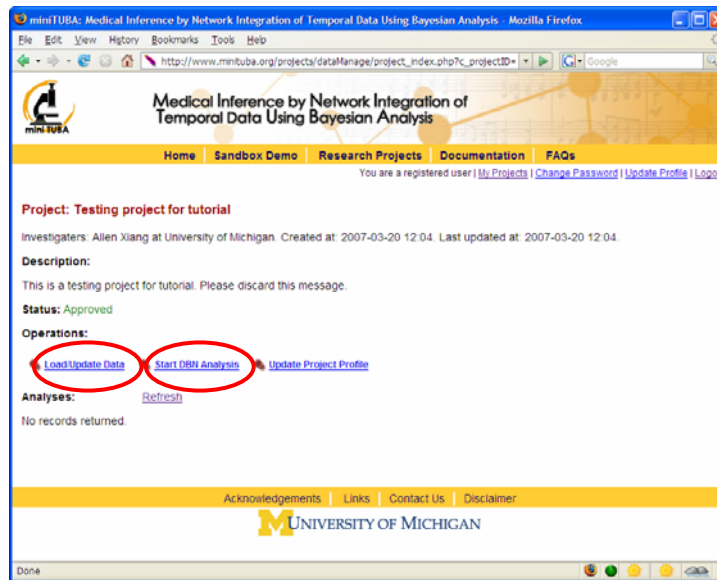 miniTUBA: Medical Inference by Network Integration of Temporal Data Using Bayesian Analysis - Mozilla Firefox
File Edit View History Bookmarks Tools Help
http://www.minituba.org/projects/dataManage/project_index.php?c_projectID= Google
mini TUBA
Medical Inference by Network Integration of
Temporal Data Using Bayesian Analysis
Home Sandbox Demo Research Projects Documentation FAQs
You are a registered user | My Projects | Change Password | Update Profile | Logo
Project: Testing project for tutorial
Investigaters: Allen Xiang at University of Michigan. Created at: 2007-03-20 12:04. Last updated at: 2007-03-20 12:04.
Description:
This is a testing project for tutorial. Please discard this message.
Status: Approved
Operations:
Load/Update Data Start DBN Analysis Update Project Profile
Analyses: Refresh
No records returned.
Acknowledgements | Links | Contact Us | Disclaimer
M UNIVERSITY OF MICHIGAN
Done